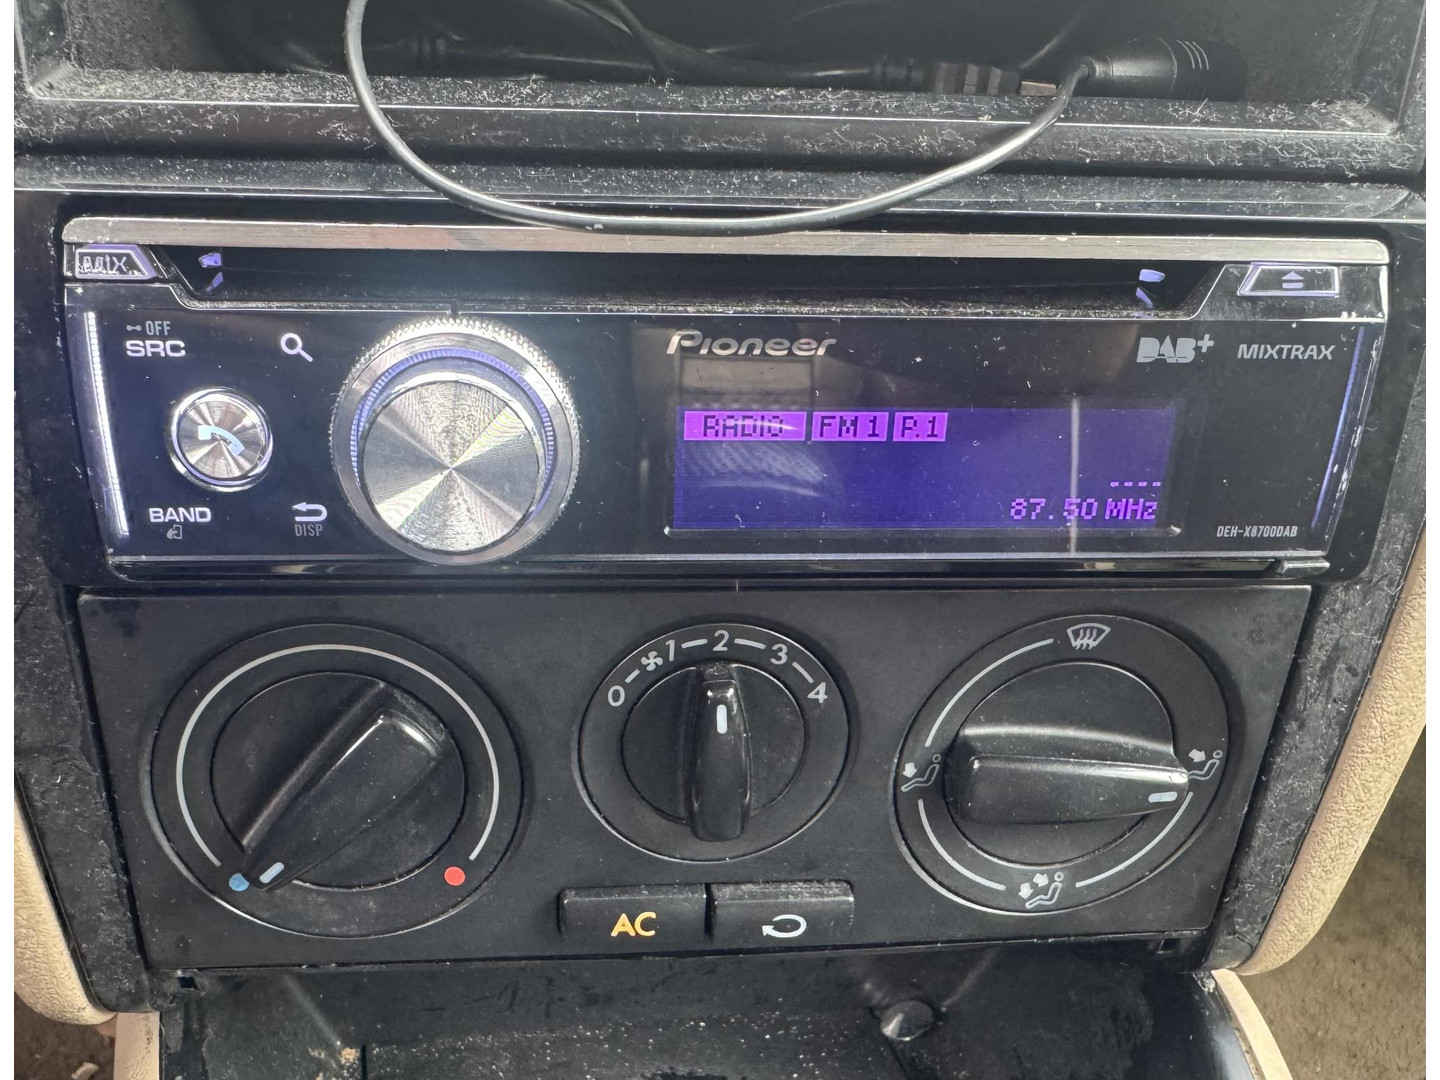 MIX
OFF
SRC
Pioneer
DAB+ MIXTRAX
RADIO FM1 P.1
BAND
DISP
----
87.50 MHz
DEH-X8700DAB
0 1 2 3 4
AC